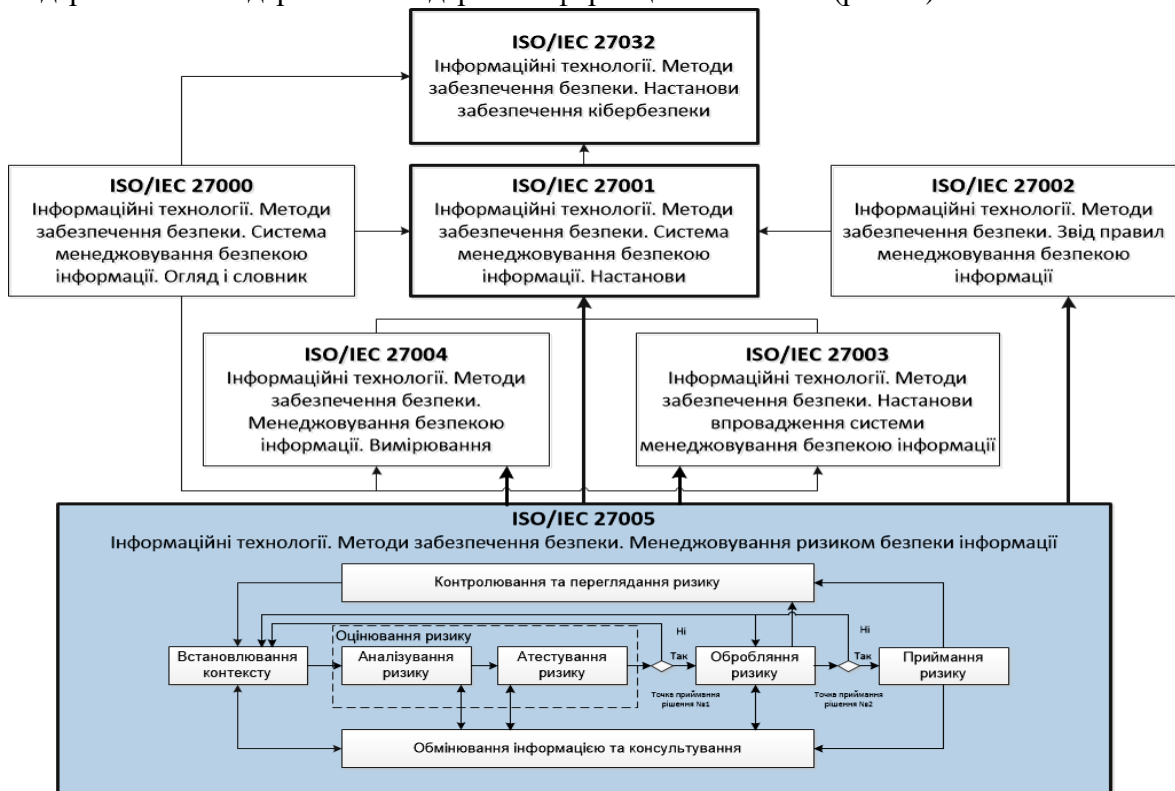 ISO/IEC 27032
Інформаційні технології. Методи
забезпечення безпеки. Настанови
забезпечення кібербезпеки
ISO/IEC 27000
Інформаційні технології. Методи
забезпечення безпеки. Система
менеджовування безпекою
інформації. Огляд і словник
ISO/IEC 27001
Інформаційні технології. Методи
забезпечення безпеки. Система
менеджовування безпекою
інформації. Настанови
ISO/IEC 27002
Інформаційні технології. Методи
забезпечення безпеки. Звід правил
менеджовування безпекою
інформації
ISO/IEC 27004
Інформаційні технології. Методи
забезпечення безпеки.
Менеджовування безпекою
інформації. Вимірювання
ISO/IEC 27003
Інформаційні технології. Методи
забезпечення безпеки. Настанови
впровадження системи
менеджовування безпекою інформації
ISO/IEC 27005
Інформаційні технології. Методи забезпечення безпеки. Менеджовування ризиком безпеки інформації
Контролювання та переглядання ризику
Оцінювання ризику
Ні
Ні
Встановлювання
контексту
Аналізування
ризику
Атестування
ризику
Так
Обробляння
ризику
Так
Приймання
ризику
Точка приймання
рішення №1
Точка приймання
рішення №2
Обмінювання інформацією та консультування